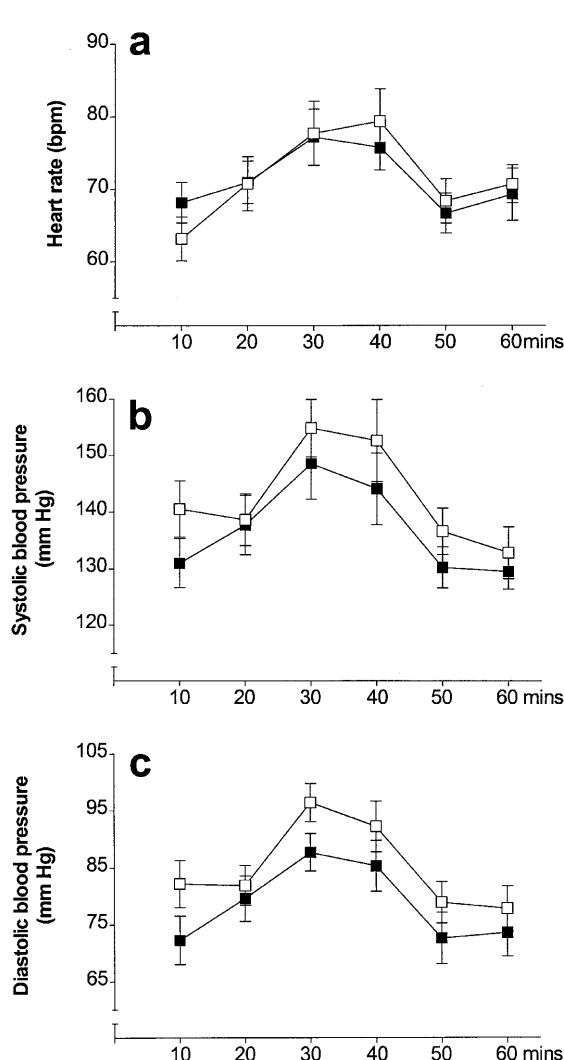 a
Heart rate (bpm)
90
80
70
60
10 20 30 40 50 60mins
b
Systolic blood pressure
(mm Hg)
160
150
140
130
120
10 20 30 40 50 60 mins
c
Diastolic blood pressure
(mm Hg)
105
95
85
75
65
10 20 30 40 50 60 mins